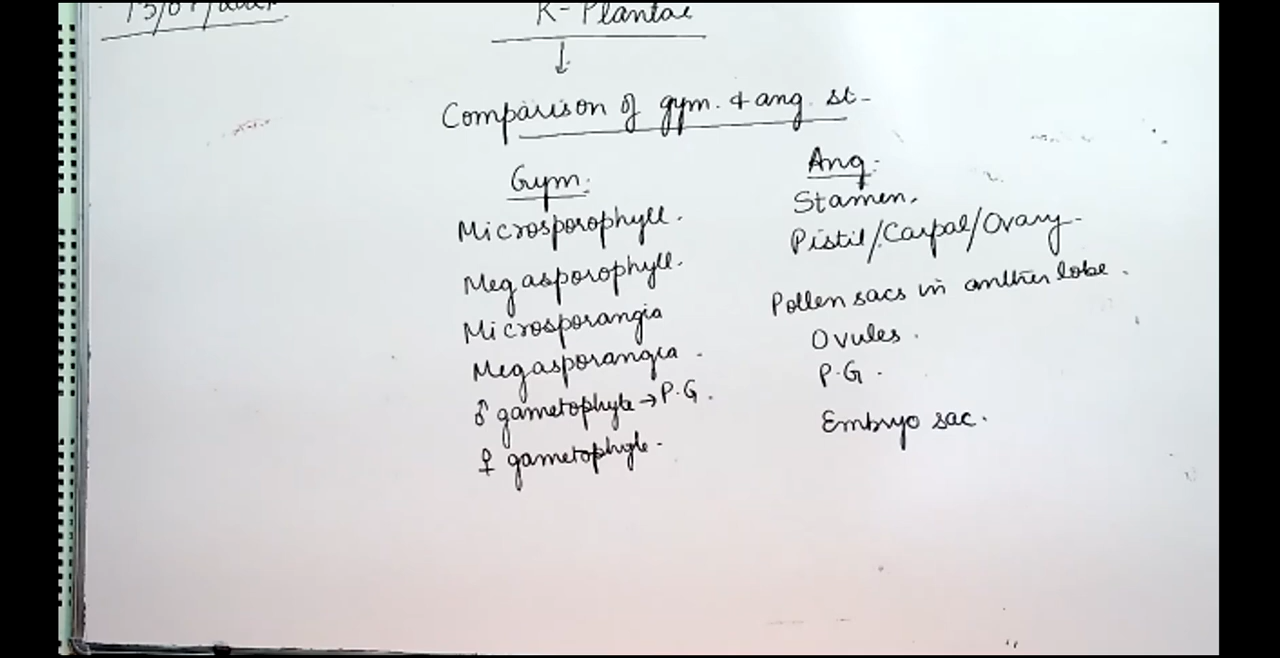 K- Plantae
Comparison of gym. & ang. st-
Gym.
Microsporophyll.
Megasporophyll.
Microsporangia
Megasporangia.
♂ gametophyte → P.G.
♀ gametophyte.
Ang.
Stamen.
Pistil/Carpal/Ovary-
Pollen sacs in anther lobe.
Ovules.
P.G.
Embryo sac.